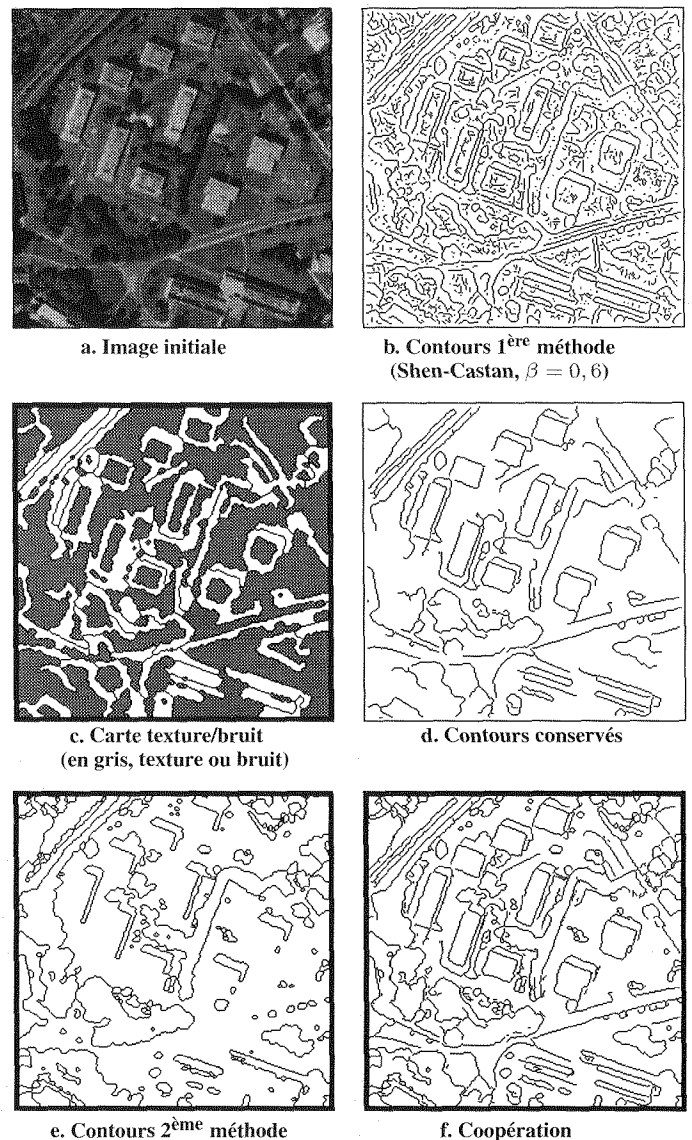 a. Image initiale
b. Contours 1ère méthode
(Shen-Castan, β = 0, 6)
c. Carte texture/bruit
(en gris, texture ou bruit)
d. Contours conservés
e. Contours 2ème méthode
f. Coopération